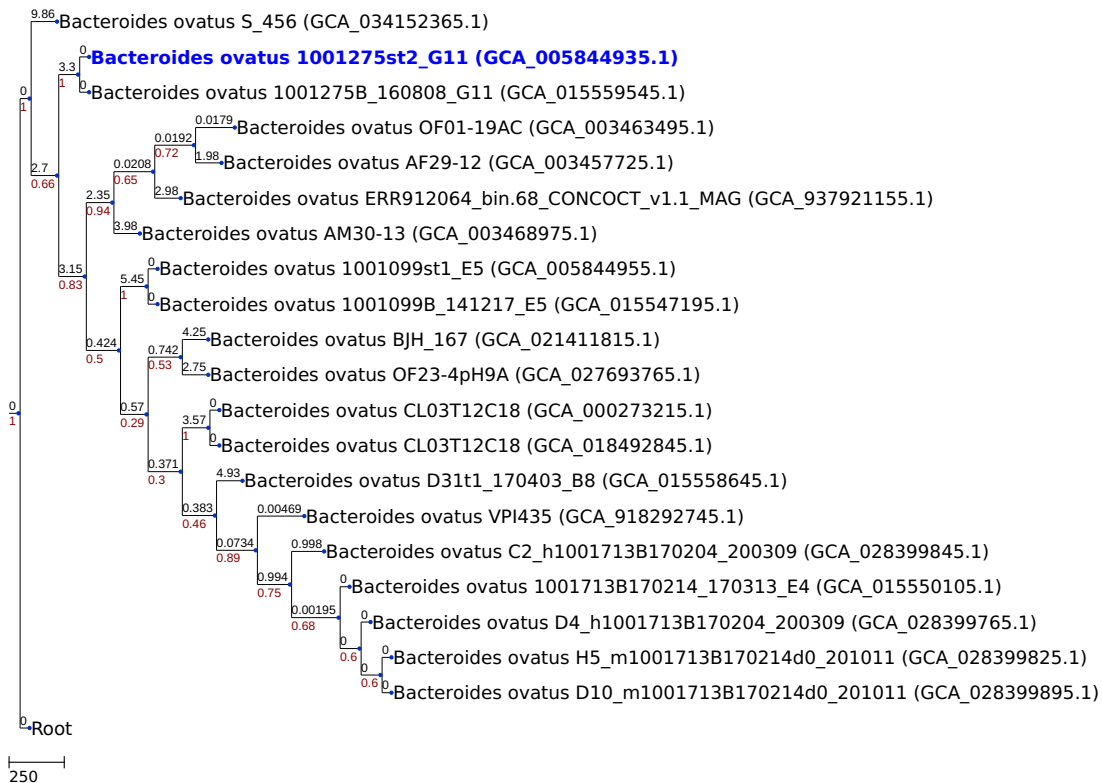 9.86
Bacteroides ovatus S_456 (GCA_034152365.1)
0
Bacteroides ovatus 1001275st2_G11 (GCA_005844935.1)
3.3
1
0
Bacteroides ovatus 1001275B_160808_G11 (GCA_015559545.1)
0
1
0.0179
Bacteroides ovatus OF01-19AC (GCA_003463495.1)
0.0192
0.72
1.98
Bacteroides ovatus AF29-12 (GCA_003457725.1)
2.7
0.66
0.0208
0.65
2.98
Bacteroides ovatus ERR912064_bin.68_CONCOCT_v1.1_MAG (GCA_937921155.1)
2.35
0.94
3.98
Bacteroides ovatus AM30-13 (GCA_003468975.1)
3.15
0.83
0
Bacteroides ovatus 1001099st1_E5 (GCA_005844955.1)
5.45
1
0
Bacteroides ovatus 1001099B_141217_E5 (GCA_015547195.1)
0.424
0.5
4.25
Bacteroides ovatus BJH_167 (GCA_021411815.1)
0.742
0.53
2.75
Bacteroides ovatus OF23-4pH9A (GCA_027693765.1)
0
1
0.57
0.29
0
Bacteroides ovatus CL03T12C18 (GCA_000273215.1)
3.57
1
0
Bacteroides ovatus CL03T12C18 (GCA_018492845.1)
0.371
0.3
4.93
Bacteroides ovatus D31t1_170403_B8 (GCA_015558645.1)
0.383
0.46
0.00469
Bacteroides ovatus VPI435 (GCA_918292745.1)
0.0734
0.89
0.998
Bacteroides ovatus C2_h1001713B170204_200309 (GCA_028399845.1)
0.994
0.75
0
Bacteroides ovatus 1001713B170214_170313_E4 (GCA_015550105.1)
0.00195
0.68
0
Bacteroides ovatus D4_h1001713B170204_200309 (GCA_028399765.1)
0
0.6
0
Bacteroides ovatus H5_m1001713B170214d0_201011 (GCA_028399825.1)
0
0.6
0
Bacteroides ovatus D10_m1001713B170214d0_201011 (GCA_028399895.1)
0
Root
250